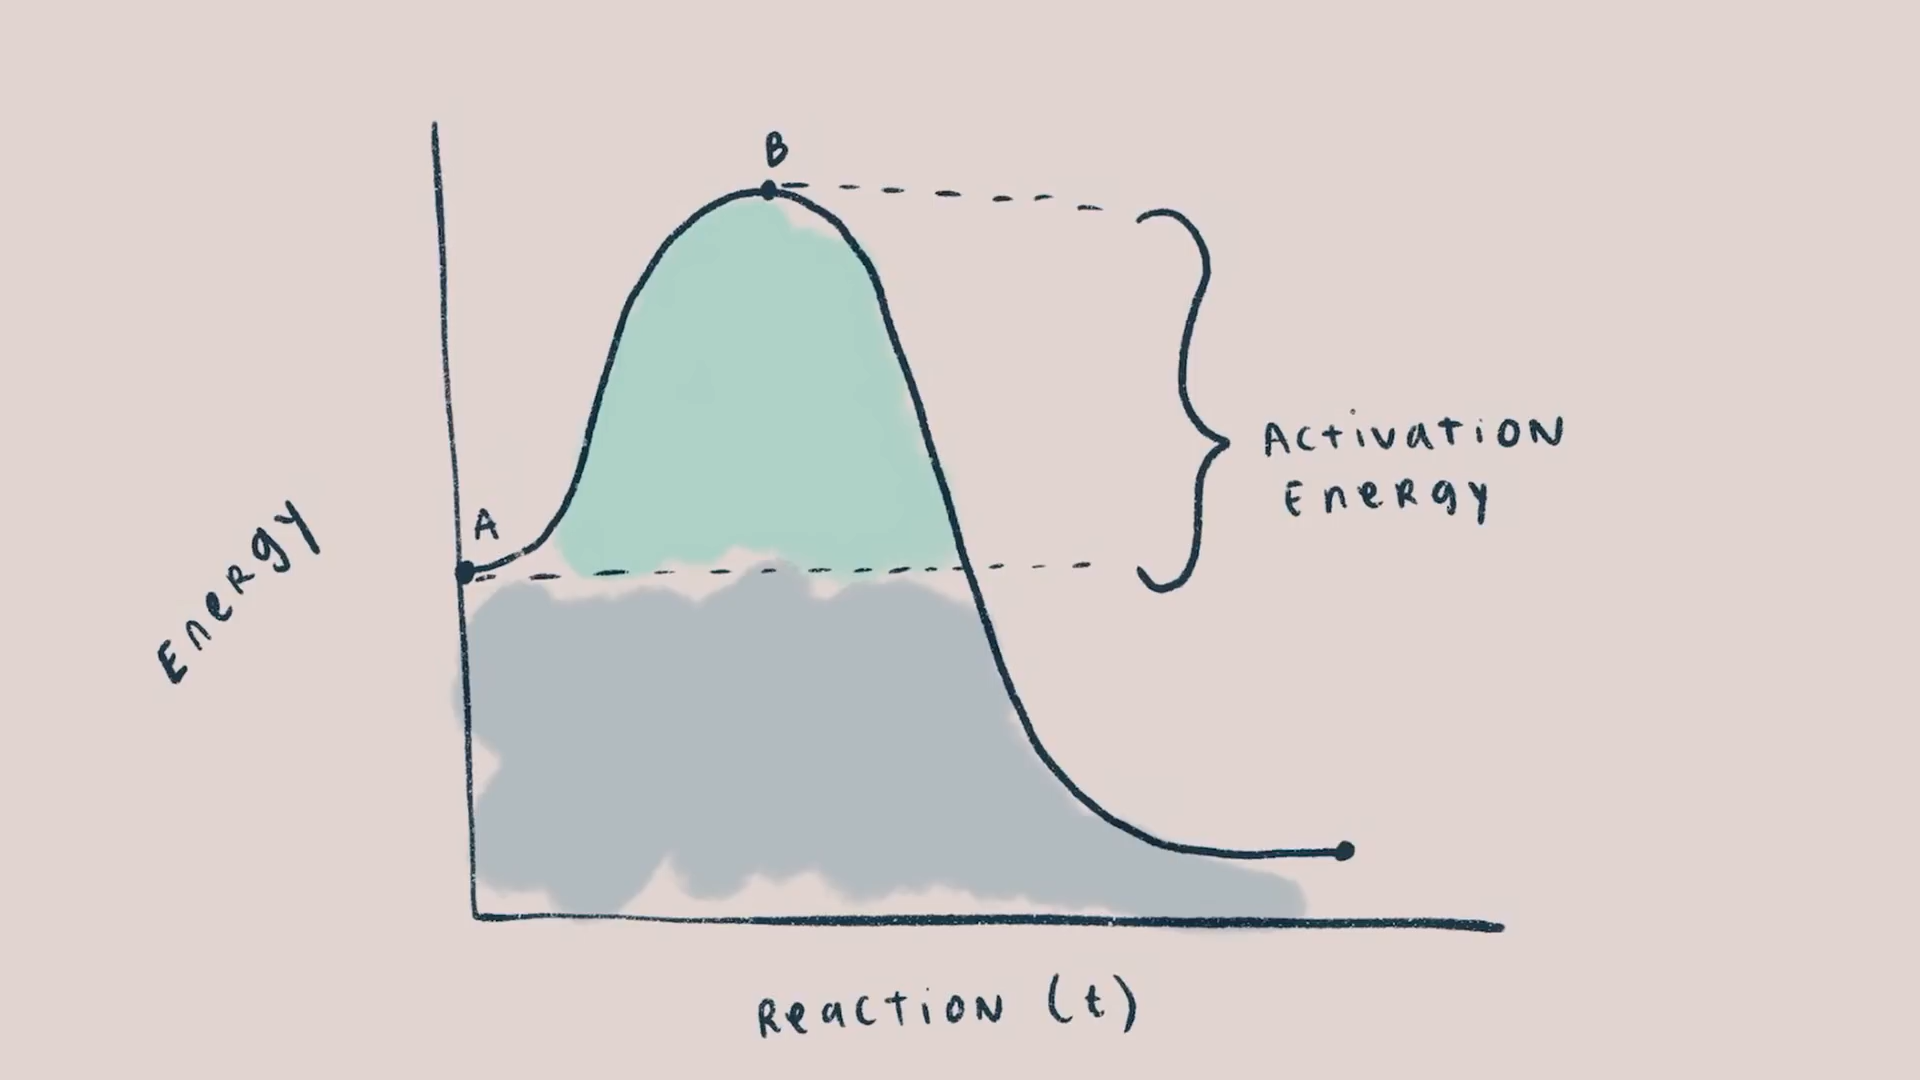 B
A
Activation
Energy
Energy
Reaction (t)